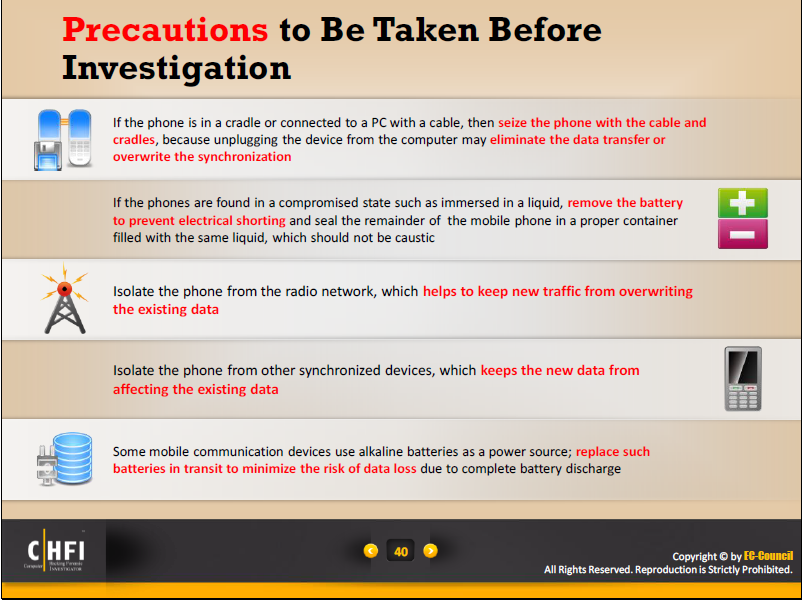 Precautions to Be Taken Before
Investigation
If the phone is in a cradle or connected to a PC with a cable, then seize the phone with the cable and
cradles, because unplugging the device from the computer may eliminate the data transfer or
overwrite the synchronization
If the phones are found in a compromised state such as immersed in a liquid, remove the battery
to prevent electrical shorting and seal the remainder of the mobile phone in a proper container
filled with the same liquid, which should not be caustic
Isolate the phone from the radio network, which helps to keep new traffic from overwriting
the existing data
Isolate the phone from other synchronized devices, which keeps the new data from
affecting the existing data
Some mobile communication devices use alkaline batteries as a power source; replace such
batteries in transit to minimize the risk of data loss due to complete battery discharge
CHFI
Computer Hacking Forensic
INVESTIGATOR
40
Copyright © by EC-Council
All Rights Reserved. Reproduction is Strictly Prohibited.